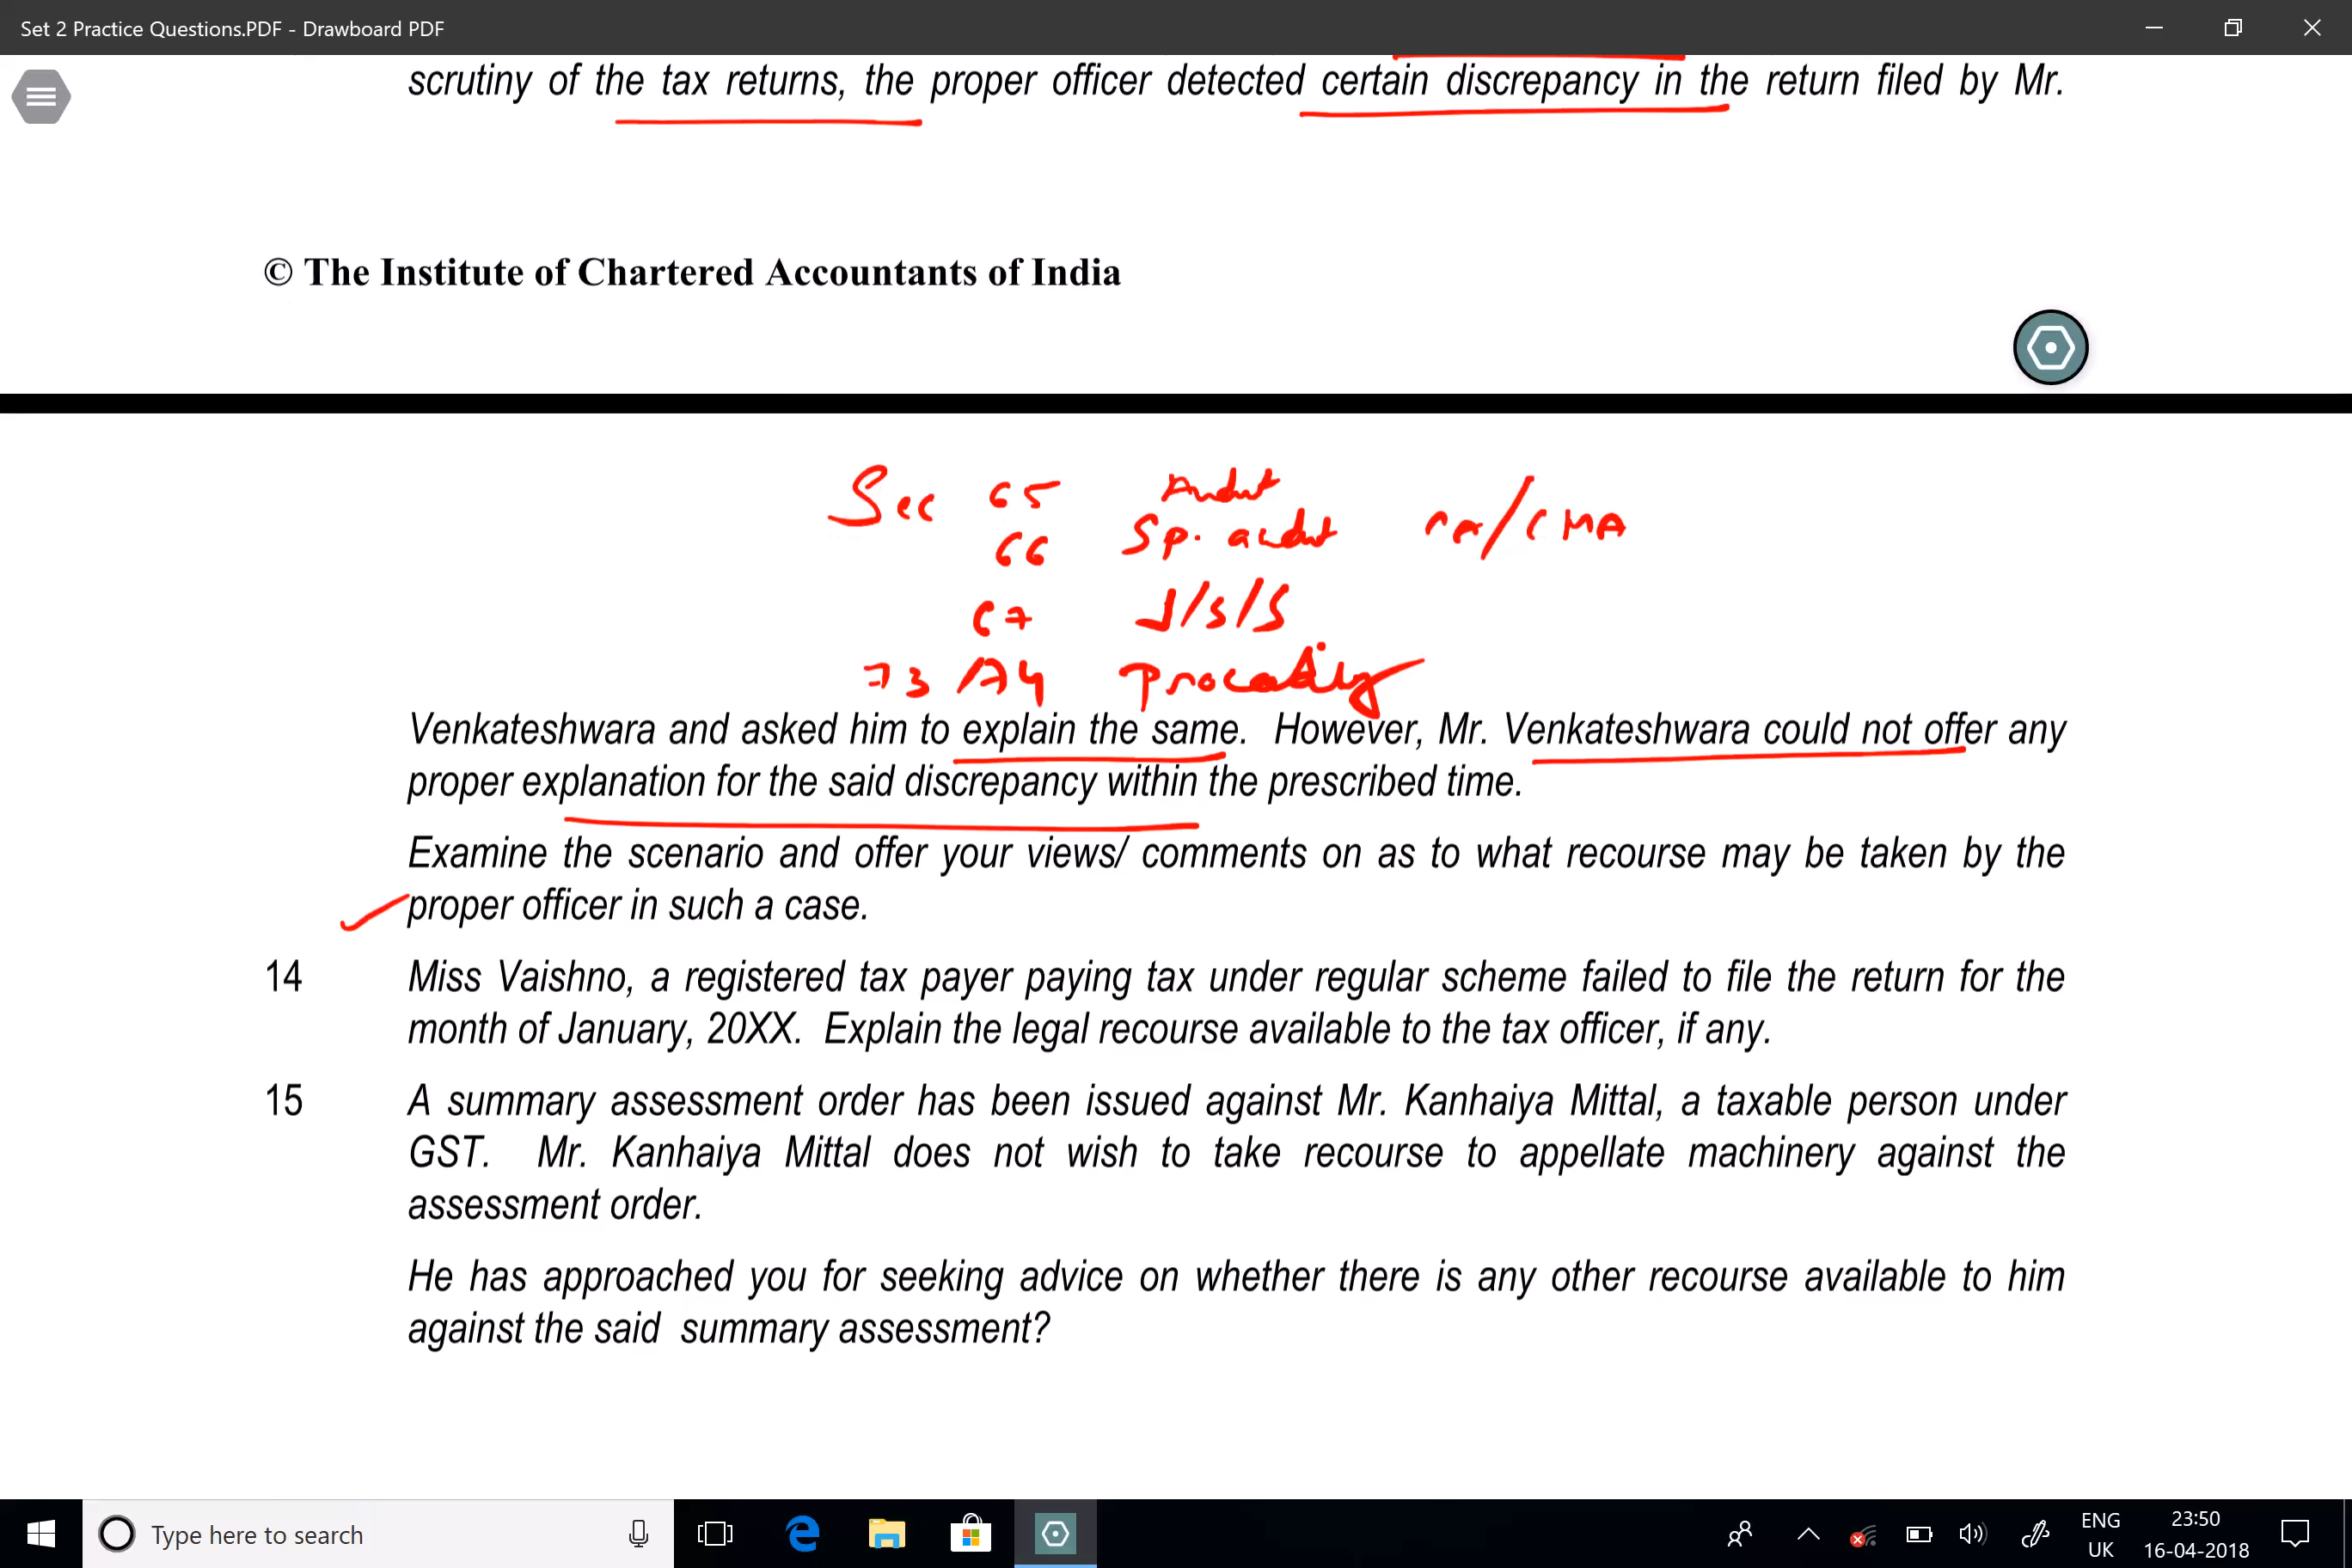 Set 2 Practice Questions.PDF - Drawboard PDF
scrutiny of the tax returns, the proper officer detected certain discrepancy in the return filed by Mr.
© The Institute of Chartered Accountants of India
Sec 65 Audit
66 Sp. audit CA/CMA
67 I/S/S
73 74 Proceeding
Venkateshwara and asked him to explain the same. However, Mr. Venkateshwara could not offer any
proper explanation for the said discrepancy within the prescribed time.
Examine the scenario and offer your views/ comments on as to what recourse may be taken by the
proper officer in such a case.
14 Miss Vaishno, a registered tax payer paying tax under regular scheme failed to file the return for the
month of January, 20XX. Explain the legal recourse available to the tax officer, if any.
15 A summary assessment order has been issued against Mr. Kanhaiya Mittal, a taxable person under
GST. Mr. Kanhaiya Mittal does not wish to take recourse to appellate machinery against the
assessment order.
He has approached you for seeking advice on whether there is any other recourse available to him
against the said summary assessment?
Type here to search
ENG
UK
23:50
16-04-2018